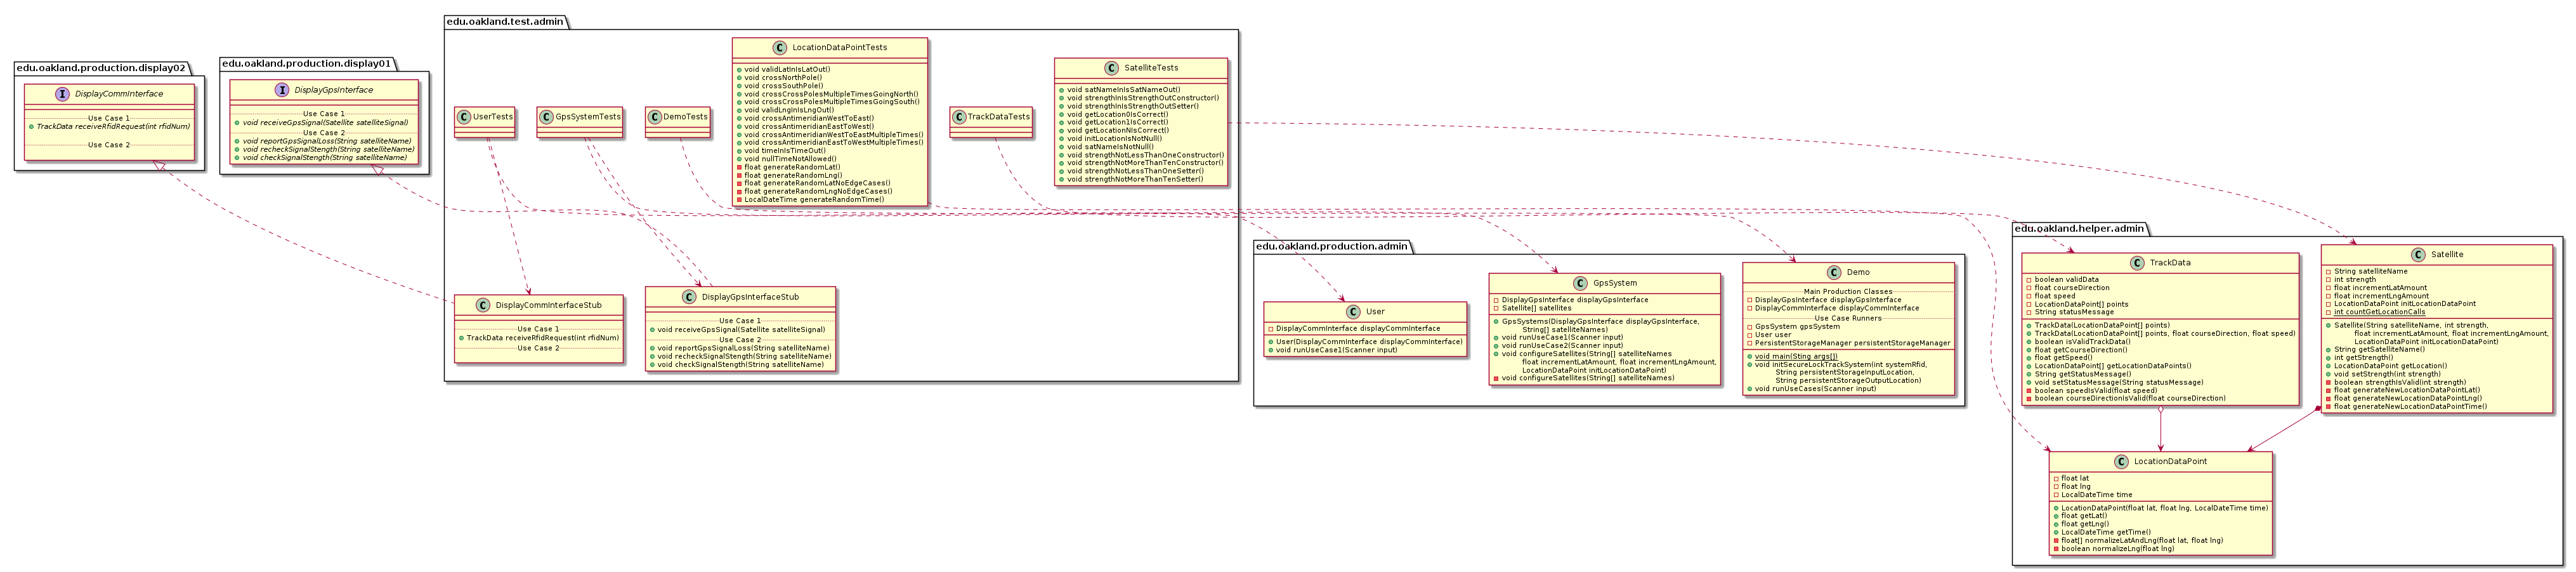 edu.oakland.production.display02
I DisplayCommInterface
Use Case 1
TrackData receiveRfidRequest(int rfidNum)
Use Case 2
edu.oakland.production.display01
I DisplayGpsInterface
Use Case 1
void receiveGpsSignal(Satellite satelliteSignal)
Use Case 2
void reportGpsSignalLoss(String satelliteName)
void recheckSignalStength(String satelliteName)
void checkSignalStength(String satelliteName)
edu.oakland.test.admin
C UserTests
C GpsSystemTests
C DemoTests
C LocationDataPointTests
void validLatInIsLatOut()
void crossNorthPole()
void crossSouthPole()
void crossCrossPolesMultipleTimesGoingNorth()
void crossCrossPolesMultipleTimesGoingSouth()
void validLngInIsLngOut()
void crossAntimeridianWestToEast()
void crossAntimeridianEastToWest()
void crossAntimeridianWestToEastMultipleTimes()
void crossAntimeridianEastToWestMultipleTimes()
void timeInIsTimeOut()
void nullTimeNotAllowed()
float generateRandomLat()
float generateRandomLng()
float generateRandomLatNoEdgeCases()
float generateRandomLngNoEdgeCases()
LocalDateTime generateRandomTime()
C TrackDataTests
C SatelliteTests
void satNameInIsSatNameOut()
void strengthInIsStrengthOutConstructor()
void strengthInIsStrengthOutSetter()
void getLocation0IsCorrect()
void getLocation1IsCorrect()
void getLocationNIsCorrect()
void initLocationIsNotNull()
void satNameIsNotNull()
void strengthNotLessThanOneConstructor()
void strengthNotMoreThanTenConstructor()
void strengthNotLessThanOneSetter()
void strengthNotMoreThanTenSetter()
C DisplayCommInterfaceStub
Use Case 1
TrackData receiveRfidRequest(int rfidNum)
Use Case 2
C DisplayGpsInterfaceStub
Use Case 1
void receiveGpsSignal(Satellite satelliteSignal)
Use Case 2
void reportGpsSignalLoss(String satelliteName)
void recheckSignalStength(String satelliteName)
void checkSignalStength(String satelliteName)
edu.oakland.production.admin
C User
DisplayCommInterface displayCommInterface
User(DisplayCommInterface displayCommInterface)
void runUseCase1(Scanner input)
C GpsSystem
DisplayGpsInterface displayGpsInterface
Satellite[] satellites
GpsSystems(DisplayGpsInterface displayGpsInterface,
String[] satelliteNames)
void runUseCase1(Scanner input)
void runUseCase2(Scanner input)
void configureSatellites(String[] satelliteNames
float incrementLatAmount, float incrementLngAmount,
LocationDataPoint initLocationDataPoint)
void configureSatellites(String[] satelliteNames)
C Demo
Main Production Classes
DisplayGpsInterface displayGpsInterface
DisplayCommInterface displayCommInterface
Use Case Runners
GpsSystem gpsSystem
User user
PersistentStorageManager persistentStorageManager
void main(String args[])
void initSecureLockTrackSystem(int systemRfid,
String persistentStorageInputLocation,
String persistentStorageOutputLocation)
void runUseCases(Scanner input)
edu.oakland.helper.admin
C TrackData
boolean validData
float courseDirection
float speed
LocationDataPoint[] points
String statusMessage
TrackData(LocationDataPoint[] points)
TrackData(LocationDataPoint[] points, float courseDirection, float speed)
boolean isValidTrackData()
float getCourseDirection()
float getSpeed()
LocationDataPoint[] getLocationDataPoints()
String getStatusMessage()
void setStatusMessage(String statusMessage)
boolean speedIsValid(float speed)
boolean courseDirectionIsValid(float courseDirection)
C Satellite
String satelliteName
int strength
float incrementLatAmount
float incrementLngAmount
LocationDataPoint initLocationDataPoint
int countGetLocationCalls
Satellite(String satelliteName, int strength,
float incrementLatAmount, float incrementLngAmount,
LocationDataPoint initLocationDataPoint)
String getSatelliteName()
int getStrength()
LocationDataPoint getLocation()
void setStrength(int strength)
boolean strengthIsValid(int strength)
float generateNewLocationDataPointLat()
float generateNewLocationDataPointLng()
float generateNewLocationDataPointTime()
C LocationDataPoint
float lat
float lng
LocalDateTime time
LocationDataPoint(float lat, float lng, LocalDateTime time)
float getLat()
float getLng()
LocalDateTime getTime()
float[] normalizeLatAndLng(float lat, float lng)
boolean normalizeLng(float lng)